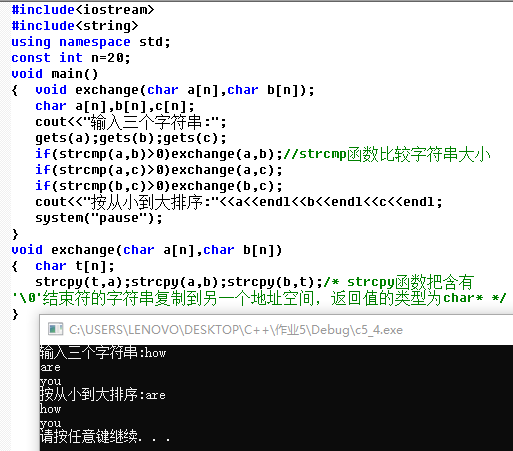 #include<iostream>
#include<string>
using namespace std;
const int n=20;
void main()
{  void exchange(char a[n],char b[n]);
   char a[n],b[n],c[n];
   cout<<"输入三个字符串:";
   gets(a);gets(b);gets(c);
   if(strcmp(a,b)>0)exchange(a,b);//strcmp函数比较字符串大小
   if(strcmp(a,c)>0)exchange(a,c);
   if(strcmp(b,c)>0)exchange(b,c);
   cout<<"按从小到大排序:"<<a<<endl<<b<<endl<<c<<endl;
   system("pause");
}
void exchange(char a[n],char b[n])
{  char t[n];
   strcpy(t,a);strcpy(a,b);strcpy(b,t);/* strcpy函数把含有
'\0'结束符的字符串复制到另一个地址空间，返回值的类型为char* */
}
C:\USERS\LENOVO\DESKTOP\C++\作业5\Debug\c5_4.exe
输入三个字符串:how
are
you
按从小到大排序:are
how
you
请按任意键继续. . .